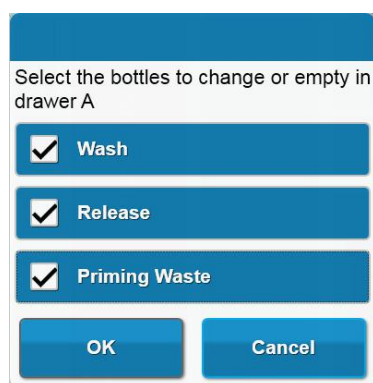 Select the bottles to change or empty in
drawer A
Wash
Release
Priming Waste
OK
Cancel